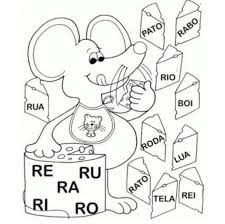 PATO
RABO
RIO
RUA
BOI
RODA
LUA
RATO
TELA
REI
RE RU
RA
RI RO